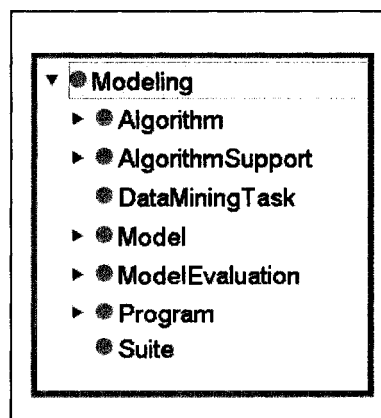 Modeling
Algorithm
AlgorithmSupport
DataMiningTask
Model
ModelEvaluation
Program
Suite